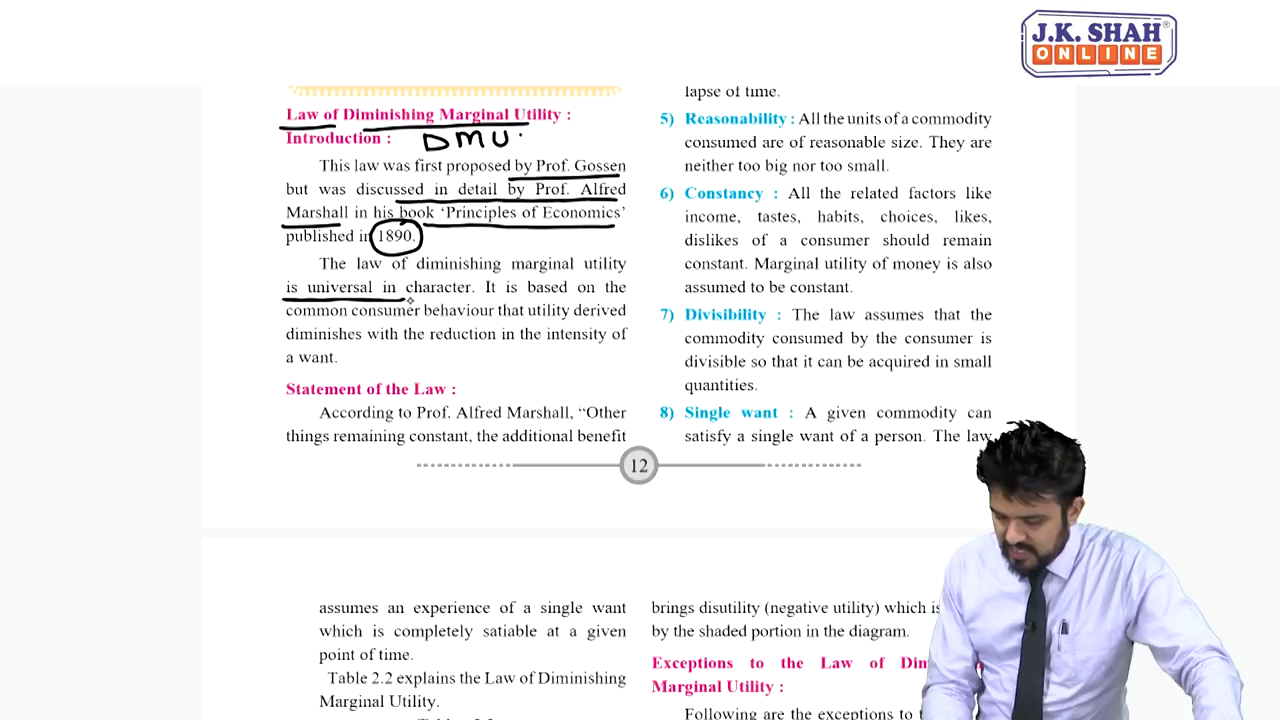 J.K. SHAH®
ONLINE
Law of Diminishing Marginal Utility :
Introduction :
DMU
This law was first proposed by Prof. Gossen
but was discussed in detail by Prof. Alfred
Marshall in his book ‘Principles of Economics’
published in 1890.
The law of diminishing marginal utility
is universal in character. It is based on the
common consumer behaviour that utility derived
diminishes with the reduction in the intensity of
a want.
Statement of the Law :
According to Prof. Alfred Marshall, “Other
things remaining constant, the additional benefit
lapse of time.
5) Reasonability : All the units of a commodity
consumed are of reasonable size. They are
neither too big nor too small.
6) Constancy : All the related factors like
income, tastes, habits, choices, likes,
dislikes of a consumer should remain
constant. Marginal utility of money is also
assumed to be constant.
7) Divisibility : The law assumes that the
commodity consumed by the consumer is
divisible so that it can be acquired in small
quantities.
8) Single want : A given commodity can
satisfy a single want of a person. The law
12
assumes an experience of a single want
which is completely satiable at a given
point of time.
Table 2.2 explains the Law of Diminishing
Marginal Utility.
brings disutility (negative utility) which is
by the shaded portion in the diagram.
Exceptions to the Law of
Marginal Utility :
Following are the exceptions to